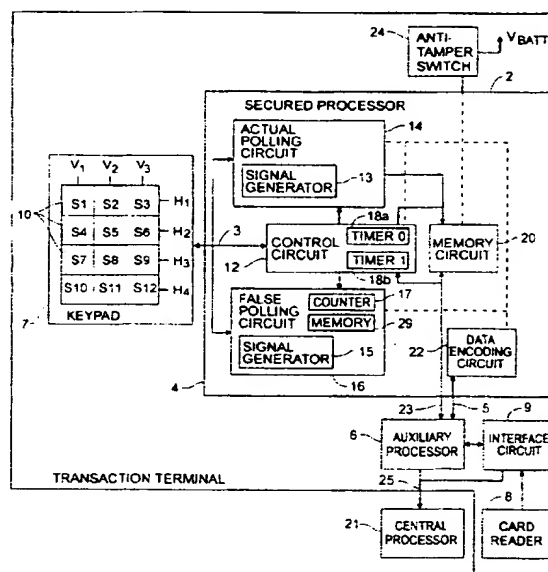 24
ANTI-
TAMPER
SWITCH
VBATT
2
SECURED PROCESSOR
ACTUAL POLLING
CIRCUIT
14
SIGNAL GENERATOR
13
V1 V2 V3
10
S1 S2 S3 H1
S4 S5 S6 H2
S7 S8 S9 H3
S10 S11 S12 H4
KEYPAD
7
3
18a
CONTROL
CIRCUIT
TIMER 0
TIMER 1
12
18b
MEMORY
CIRCUIT
20
FALSE
POLLING
CIRCUIT
COUNTER
17
MEMORY
29
SIGNAL GENERATOR
15
16
4
DATA
ENCODING
CIRCUIT
22
23
5
9
6
AUXILIARY
PROCESSOR
INTERFACE
CIRCUIT
TRANSACTION TERMINAL
25
8
21
CENTRAL
PROCESSOR
CARD
READER